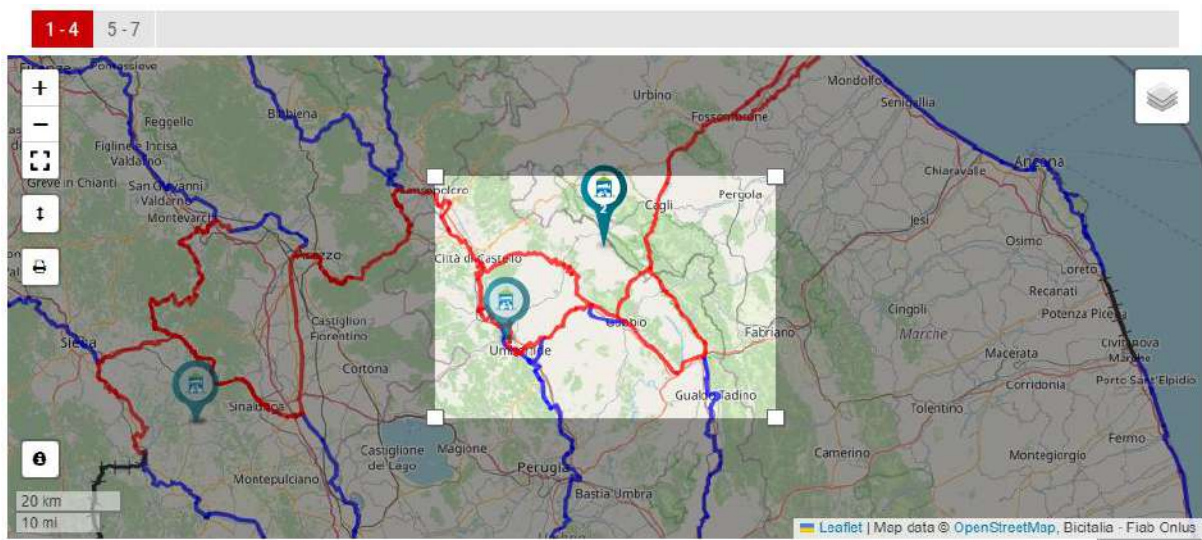 1 - 4 5 - 7
Pontassieve
Mondolfo
+
Urbino
Senigallia
Reggello
Bibbiena
Fossombrone
−
Figline e Incisa
Valdarno
Ancona
Chiaravalle
Greve in Chianti
San Giovanni
Valdarno
Sansepolcro
2
Cagli
Pergola
Montevarchi
Jesi
Osimo
Arezzo
Città di Castello
Loreto
Recanati
Castiglion
Fiorentino
Gubbio
Fabriano
Cingoli
Potenza Picena
Marche
Siena
Umbertide
Civitanova
Marche
Cortona
Macerata
Corridonia
Porto Sant'Elpidio
Sinalunga
Gualdo Tadino
Tolentino
Castiglione
del Lago
Magione
Camerino
Fermo
Montegiorgio
Perugia
Montepulciano
20 km
Bastia Umbra
10 mi
Umbria
Leaflet | Map data © OpenStreetMap, Bicitalia - Fiab Onlus